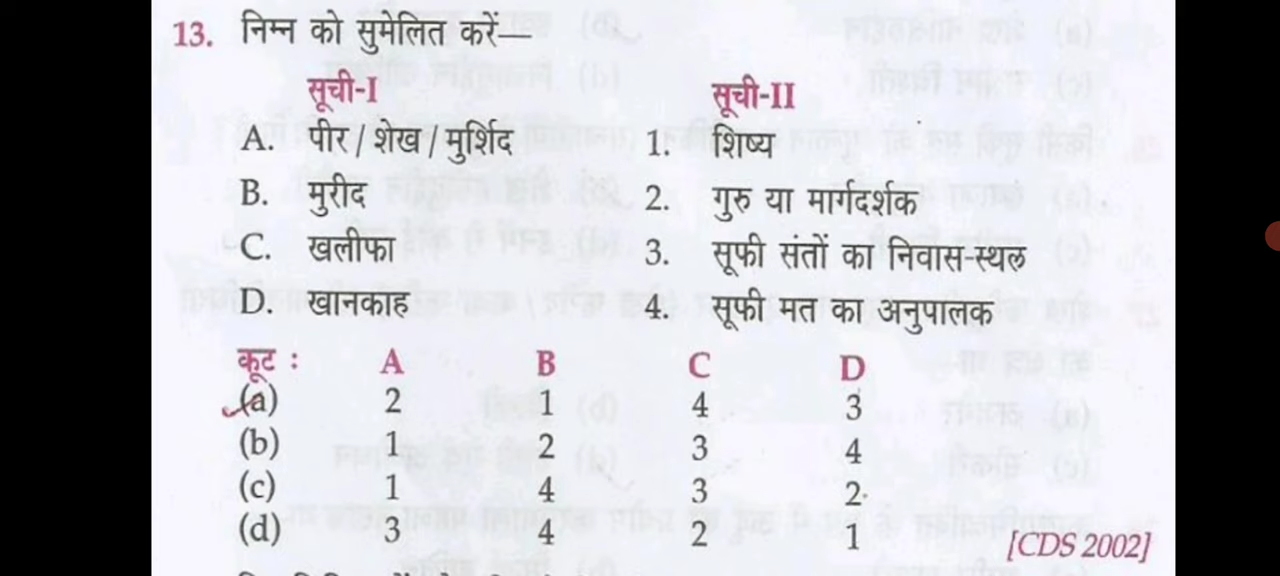 13. निम्न को सुमेलित करें—
सूची-I सूची-II
A. पीर / शेख / मुर्शिद 1. शिष्य
B. मुरीद 2. गुरु या मार्गदर्शक
C. खलीफा 3. सूफी संतों का निवास-स्थल
D. खानकाह 4. सूफी मत का अनुपालक
कूट : A B C D
(a) 2 1 4 3
(b) 1 2 3 4
(c) 1 4 3 2
(d) 3 4 2 1
[CDS 2002]